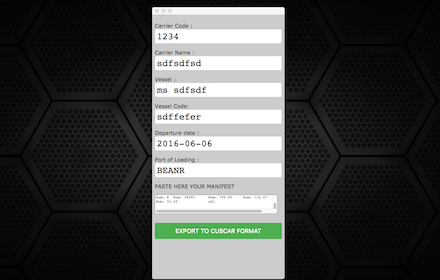 Carrier Code :
1234
Carrier Name :
sdfsdfsd
Vessel :
ms sdfsdf
Vessel Code:
sdffefer
Departure date :
2016-06-06
Port of Loading :
BEANR
PASTE HERE YOUR MANIFEST
EXPORT TO CUSCAR FORMAT